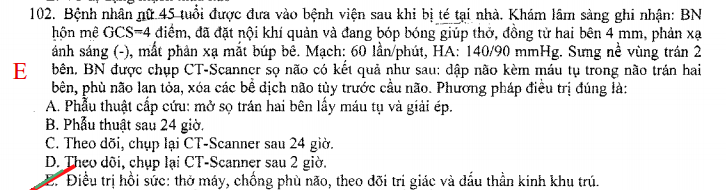 102. Bệnh nhân nữ 45 tuổi được đưa vào bệnh viện sau khi bị té tại nhà. Khám lâm sàng ghi nhận: BN
hôn mê GCS=4 điểm, đã đặt nội khí quản và đang bóp bóng giúp thở, đồng tử hai bên 4 mm, phản xạ
ánh sáng (-), mất phản xạ mắt búp bê. Mạch: 60 lần/phút, HA: 140/90 mmHg. Sưng nề vùng trán 2
E
bên. BN được chụp CT-Scanner sọ não có kết quả như sau: dập não kèm máu tụ trong não trán hai
bên, phù não lan tỏa, xóa các bể dịch não tủy trước cầu não. Phương pháp điều trị đúng là:
A. Phẫu thuật cấp cứu: mở sọ trán hai bên lấy máu tụ và giải ép.
B. Phẫu thuật sau 24 giờ.
C. Theo dõi, chụp lại CT-Scanner sau 24 giờ.
D. Theo dõi, chụp lại CT-Scanner sau 2 giờ.
E. Điều trị hồi sức: thở máy, chống phù não, theo dõi tri giác và dấu thần kinh khu trú.